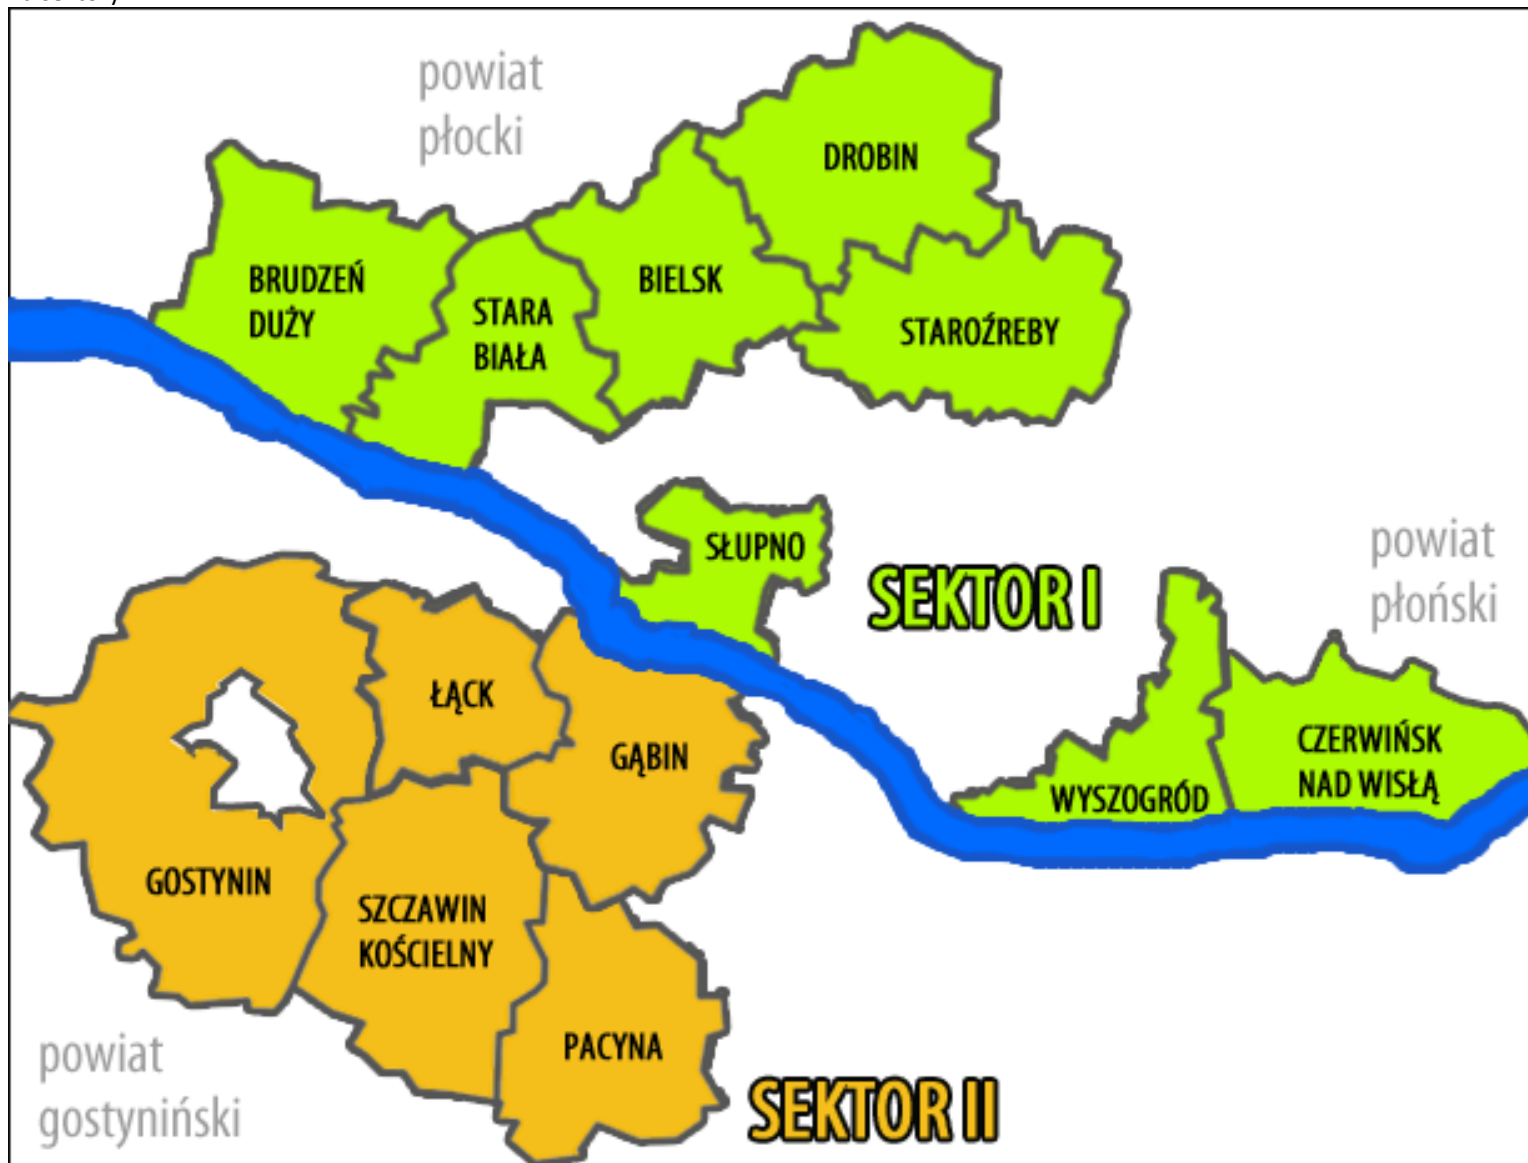 powiat
płocki
DROBIN
BRUDZEŃ
DUŻY
BIELSK
STARA
BIAŁA
STAROŹREBY
SŁUPNO
SEKTOR I
powiat
płoński
ŁĄCK
GĄBIN
WYSZOGRÓD
CZERWIŃSK
NAD WISŁĄ
GOSTYNIN
SZCZAWIN
KOŚCIELNY
PACYNA
powiat
gostyniński
SEKTOR II